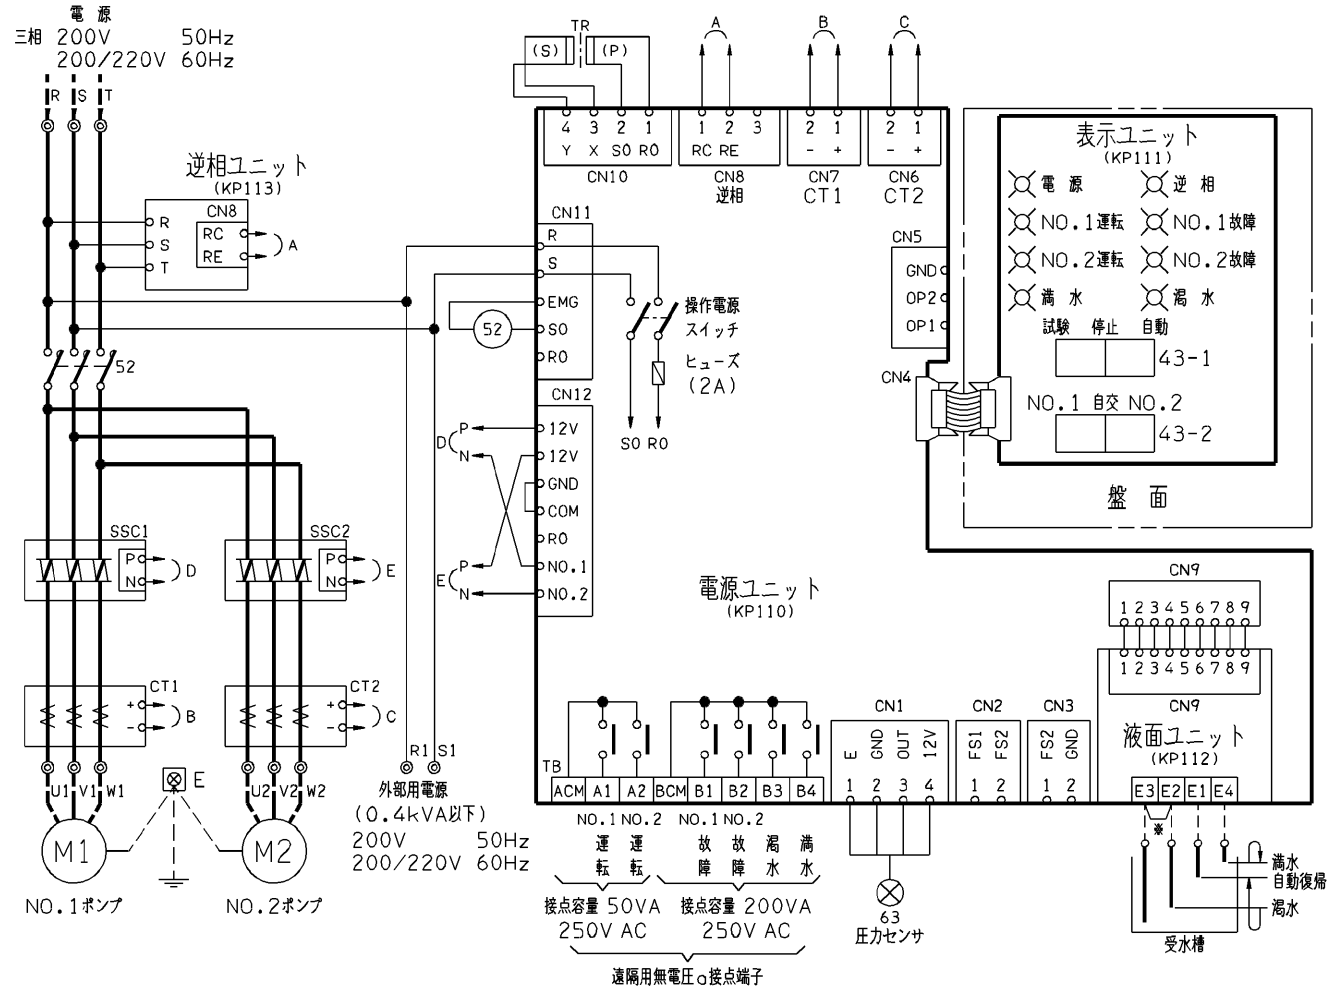 電 源
三相 200V 50Hz
200/220V 60Hz
R S T
逆相ユニット
(KP113)
CN8
R
S
T
RC
RE
A
52
SSC1
P
N
D
SSC2
P
N
E
CT1
+
-
B
CT2
+
-
C
U1 V1 W1
E
U2 V2 W2
M1
M2
NO.1ポンプ
NO.2ポンプ
R1 S1
外部用電源
(0.4kVA以下)
200V 50Hz
200/220V 60Hz
TR
(S) (P)
A
B
C
4 3 2 1
Y X SO RO
CN10
1 2 3
RC RE
CN8
逆相
2 1
- +
CN7
CT1
2 1
- +
CN6
CT2
CN11
R
S
EMG
SO
RO
52
操作電源
スイッチ
ヒューズ
(2A)
SO RO
CN12
12V
12V
GND
COM
RO
NO.1
NO.2
D
P
N
E
P
N
CN5
GND
OP2
OP1
CN4
表示ユニット
(KP111)
電 源
逆 相
NO.1運転
NO.1故障
NO.2運転
NO.2故障
満 水
渇 水
試験 停止 自動
43-1
NO.1 自交 NO.2
43-2
盤 面
電源ユニット
(KP110)
CN9
1 2 3 4 5 6 7 8 9
1 2 3 4 5 6 7 8 9
CN9
液面ユニット
(KP112)
E3 E2 E1 E4
※
満水
自動復帰
渇水
受水槽
TB
ACM A1 A2 BCM B1 B2 B3 B4
NO.1 NO.2 NO.1 NO.2
運転 運転 故障 故障 渇水 満水
接点容量 50VA
250V AC
接点容量 200VA
250V AC
遠隔用無電圧a接点端子
CN1
E GND OUT 12V
1 2 3 4
63
圧力センサ
CN2
FS1 FS2
1 2
CN3
FS2 GND
1 2